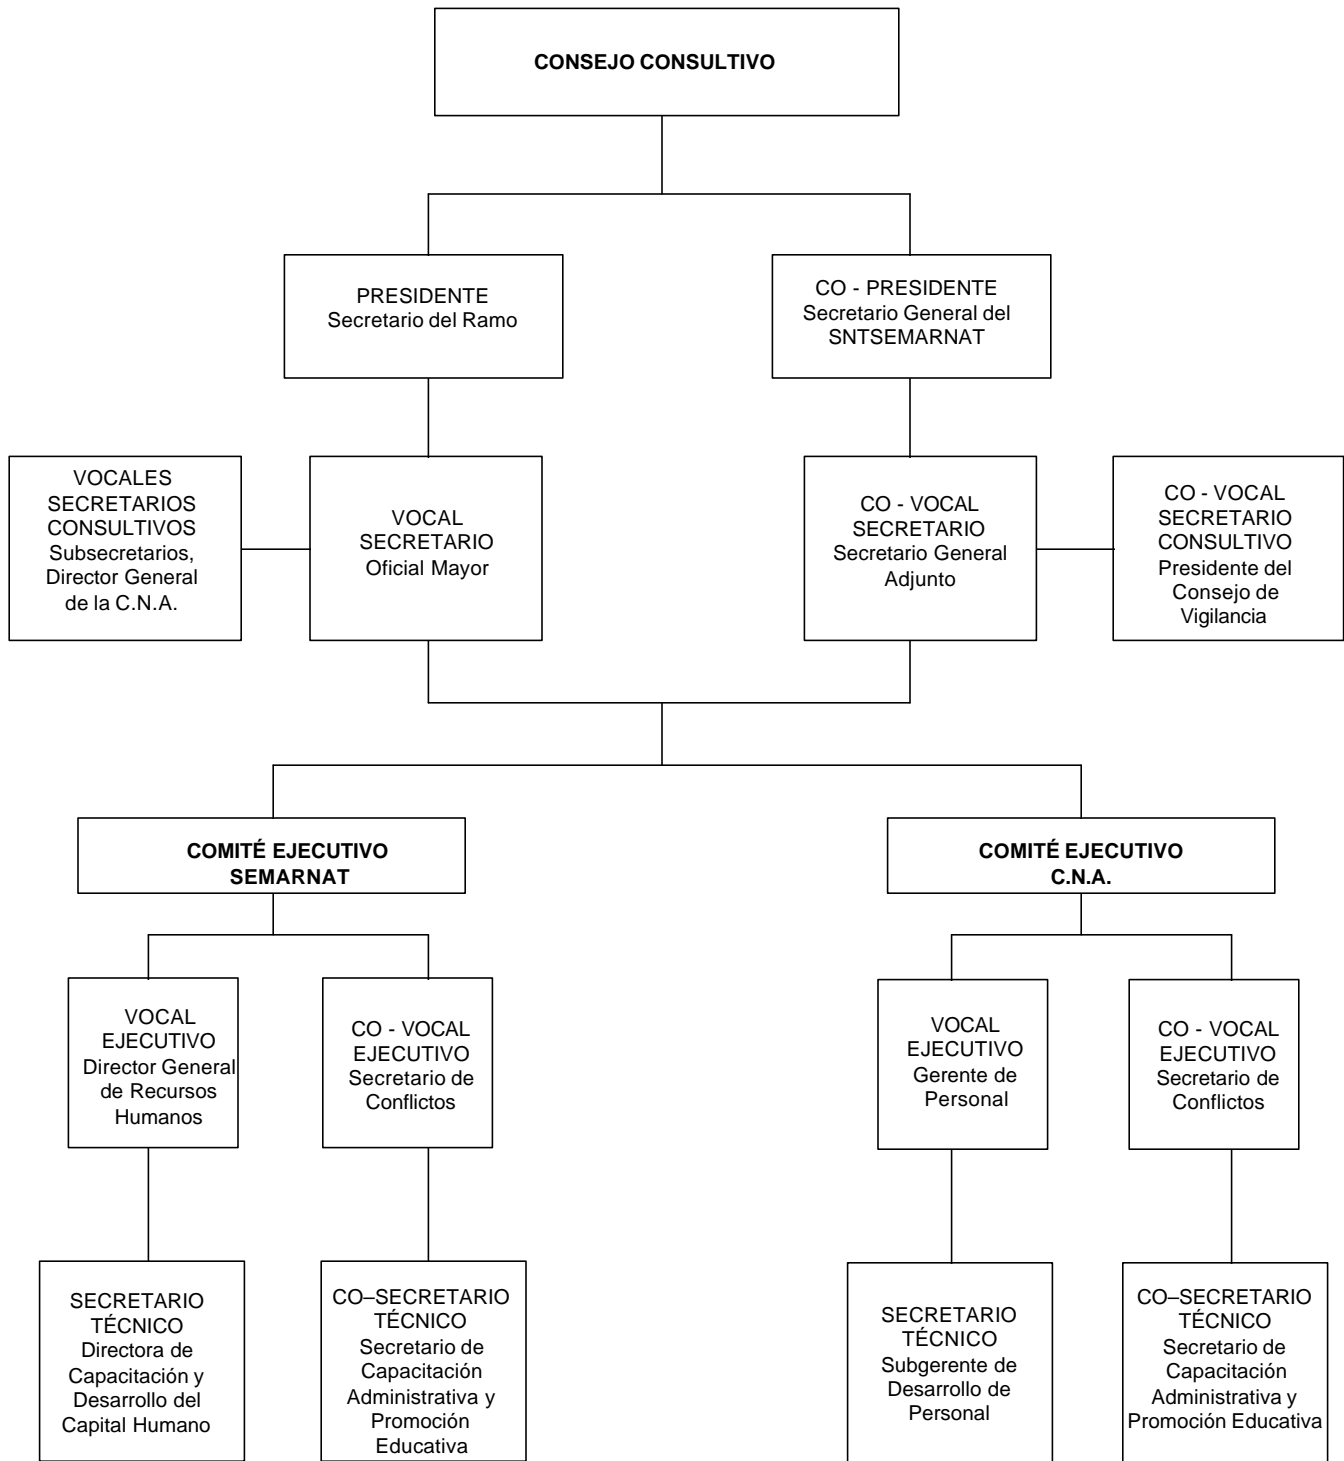 CONSEJO CONSULTIVO
PRESIDENTE
Secretario del Ramo
CO - PRESIDENTE
Secretario General del
SNTSEMARNAT
VOCALES
SECRETARIOS
CONSULTIVOS
Subsecretarios,
Director General
de la C.N.A.
VOCAL
SECRETARIO
Oficial Mayor
CO - VOCAL
SECRETARIO
Secretario General
Adjunto
CO - VOCAL
SECRETARIO
CONSULTIVO
Presidente del
Consejo de
Vigilancia
COMITÉ EJECUTIVO
SEMARNAT
COMITÉ EJECUTIVO
C.N.A.
VOCAL
EJECUTIVO
Director General
de Recursos
Humanos
CO - VOCAL
EJECUTIVO
Secretario de
Conflictos
VOCAL
EJECUTIVO
Gerente de
Personal
CO - VOCAL
EJECUTIVO
Secretario de
Conflictos
SECRETARIO
TÉCNICO
Directora de
Capacitación y
Desarrollo del
Capital Humano
CO–SECRETARIO
TÉCNICO
Secretario de
Capacitación
Administrativa y
Promoción
Educativa
SECRETARIO
TÉCNICO
Subgerente de
Desarrollo de
Personal
CO–SECRETARIO
TÉCNICO
Secretario de
Capacitación
Administrativa y
Promoción Educativa